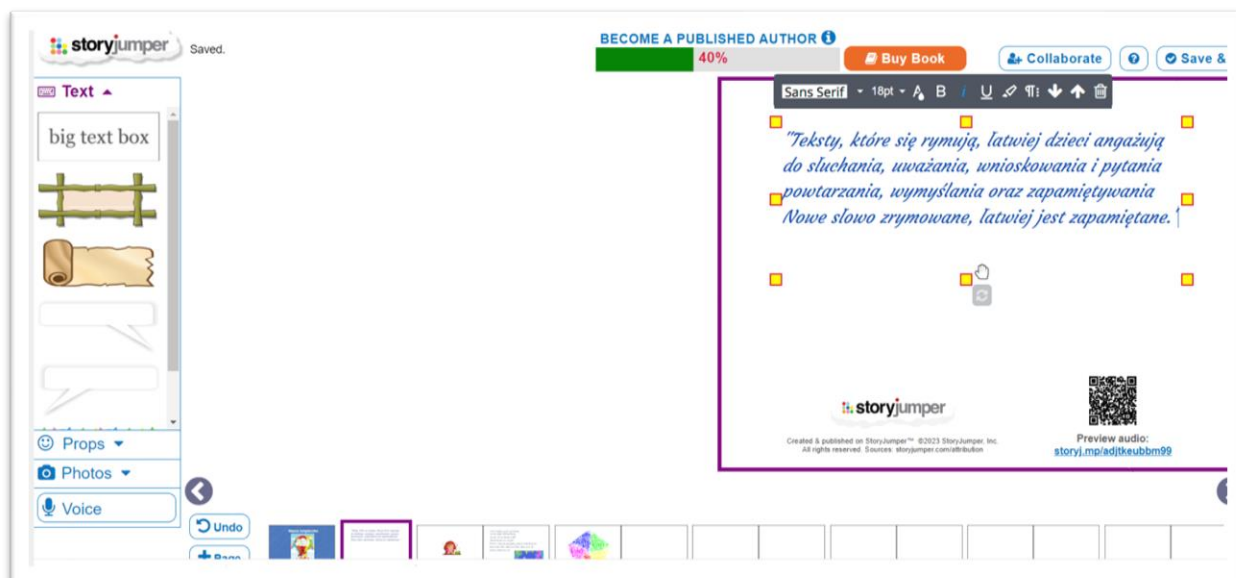 storyjumper
Saved.
BECOME A PUBLISHED AUTHOR
40%
Buy Book
Collaborate
Save &
Text
big text box
Props
Photos
Voice
Sans Serif 18pt B i U
"Teksty, które się rymują, łatwiej dzieci angażują
do słuchania, uważania, wnioskowania i pytania
powtarzania, wymyślania oraz zapamiętywania
Nowe słowo zrymowane, łatwiej jest zapamiętane."
storyjumper
Created & published on StoryJumper™ ©2023 StoryJumper, Inc.
All rights reserved. Sources: storyjumper.com/attribution
Preview audio:
storyj.mp/adjtkeubbm99
Undo
Page